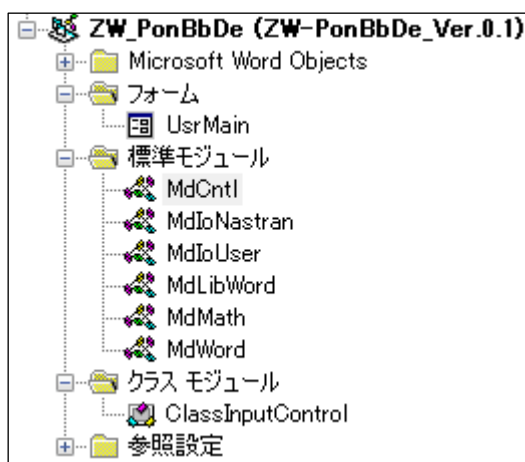 ZW_PonBbDe (ZW-PonBbDe_Ver.0.1)
Microsoft Word Objects
フォーム
UsrMain
標準モジュール
MdCntl
MdIoNastran
MdIoUser
MdLibWord
MdMath
MdWord
クラス モジュール
ClassInputControl
参照設定